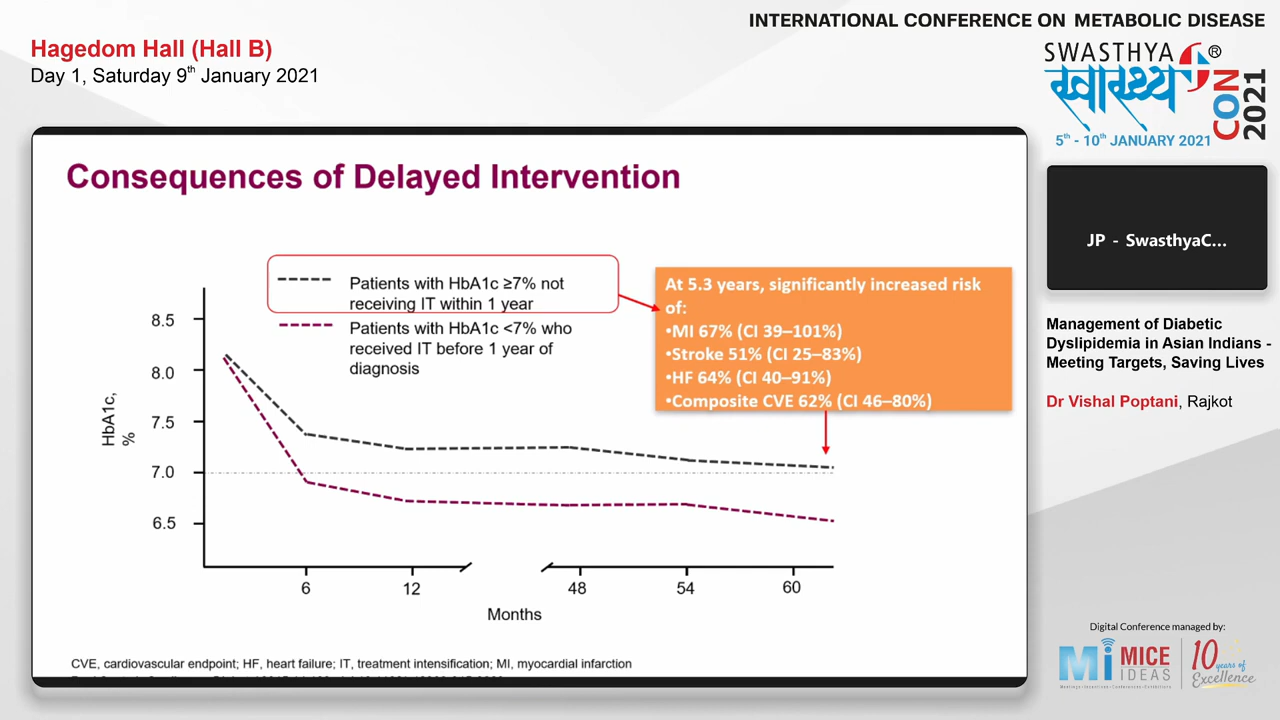 INTERNATIONAL CONFERENCE ON METABOLIC DISEASE
Hagedom Hall (Hall B)
Day 1, Saturday 9th January 2021
SWASTHYA ®
स्वास्थ्य
CON
2021
5th - 10th JANUARY 2021
Consequences of Delayed Intervention
Patients with HbA1c ≥7% not
receiving IT within 1 year
Patients with HbA1c <7% who
received IT before 1 year of
diagnosis
At 5.3 years, significantly increased risk
of:
•MI 67% (CI 39–101%)
•Stroke 51% (CI 25–83%)
•HF 64% (CI 40–91%)
•Composite CVE 62% (CI 46–80%)
HbA1c,
%
8.5
8.0
7.5
7.0
6.5
6 12 48 54 60
Months
CVE, cardiovascular endpoint; HF, heart failure; IT, treatment intensification; MI, myocardial infarction
JP - SwasthyaC...
Management of Diabetic
Dyslipidemia in Asian Indians -
Meeting Targets, Saving Lives
Dr Vishal Poptani, Rajkot
Digital Conference managed by:
Mi MICE
IDEAS
Meetings • Incentives • Conferences • Exhibitions
10 years of
Excellence